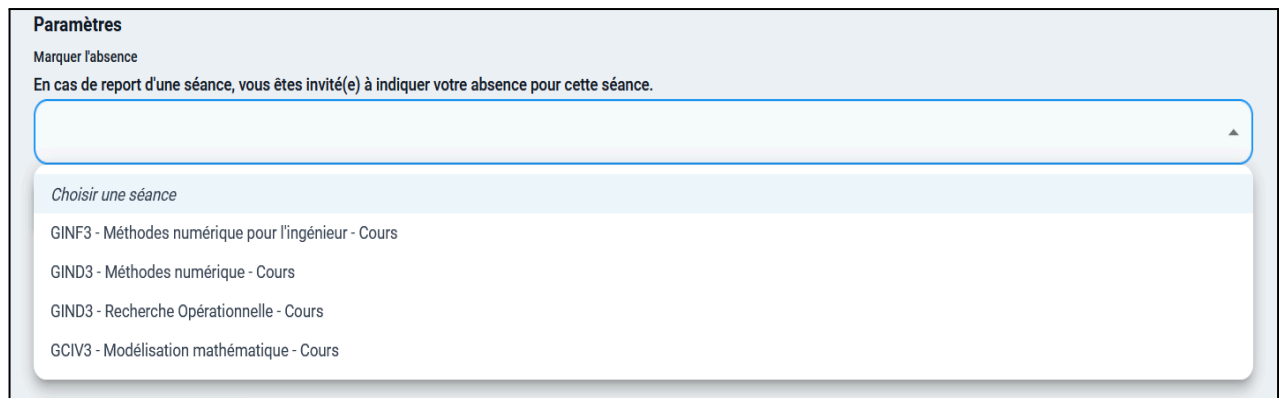 Paramètres
Marquer l'absence
En cas de report d'une séance, vous êtes invité(e) à indiquer votre absence pour cette séance.
Choisir une séance
GINF3 - Méthodes numérique pour l'ingénieur - Cours
GIND3 - Méthodes numérique - Cours
GIND3 - Recherche Opérationnelle - Cours
GCIV3 - Modélisation mathématique - Cours